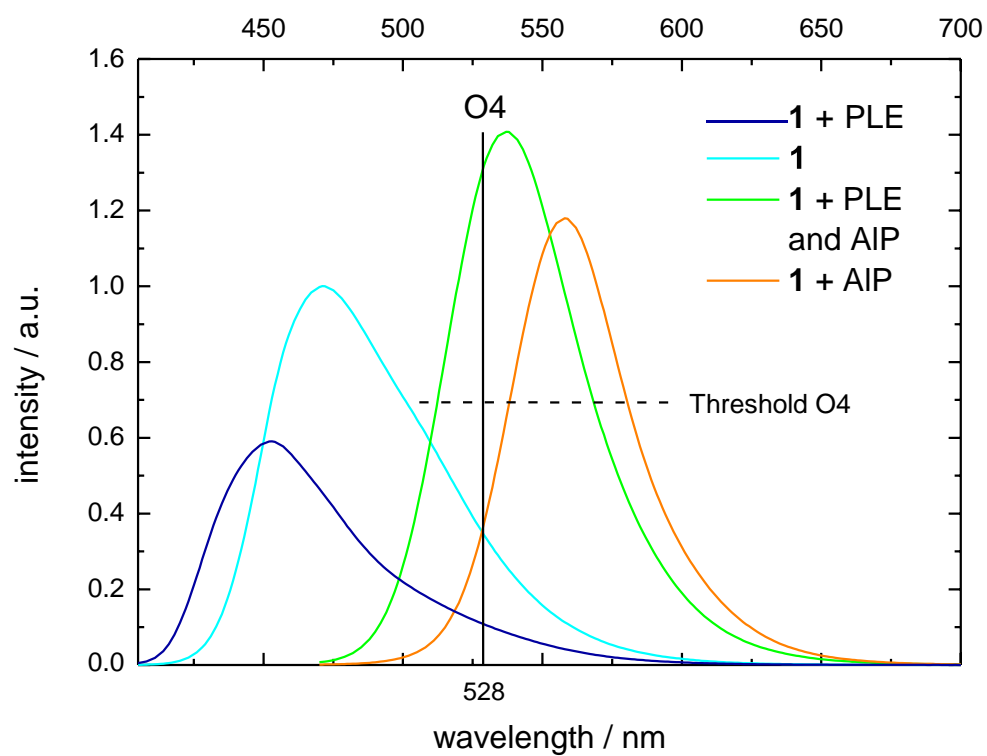 450 500 550 600 650 700
1.6
1.4
1.2
1.0
0.8
0.6
0.4
0.2
0.0
intensity / a.u.
O4
1 + PLE
1
1 + PLE
and AlP
1 + AlP
Threshold O4
528
wavelength / nm